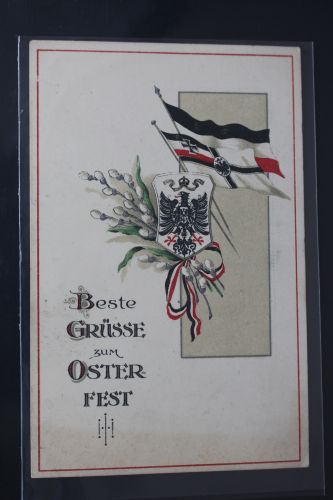 Beste
Grüsse
zum
Oster-
fest